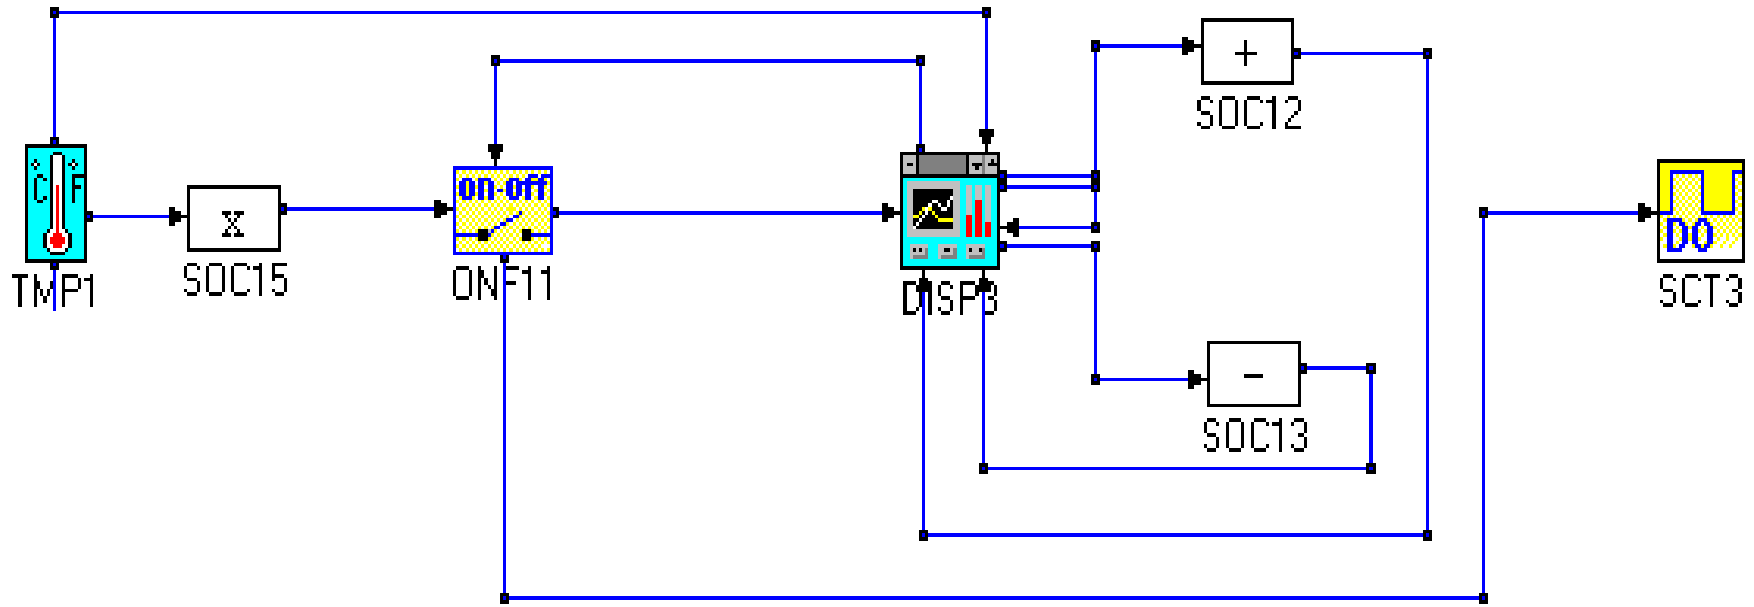 +
SOC12
°C °F
TMP1
x
SOC15
on-off
ONF11
DISP3
-
SOC13
DO
SCT3